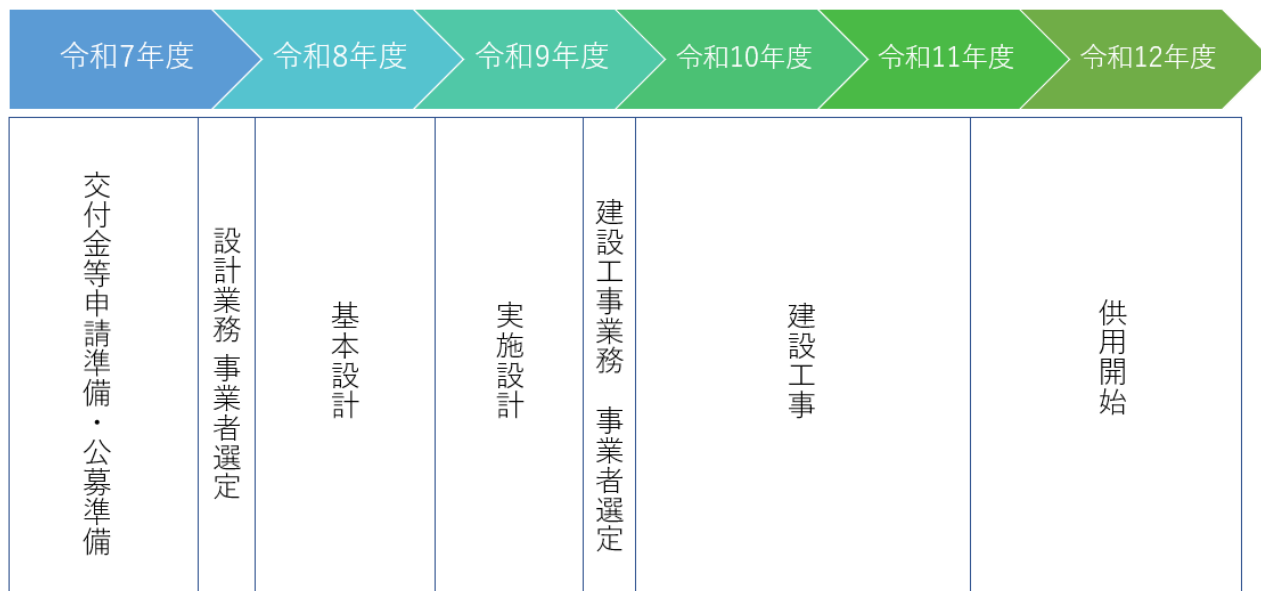 令和7年度
令和8年度
令和9年度
令和10年度
令和11年度
令和12年度
交付金等申請準備・公募準備
設計業務 事業者選定
基本設計
実施設計
建設工事業務 事業者選定
建設工事
供用開始